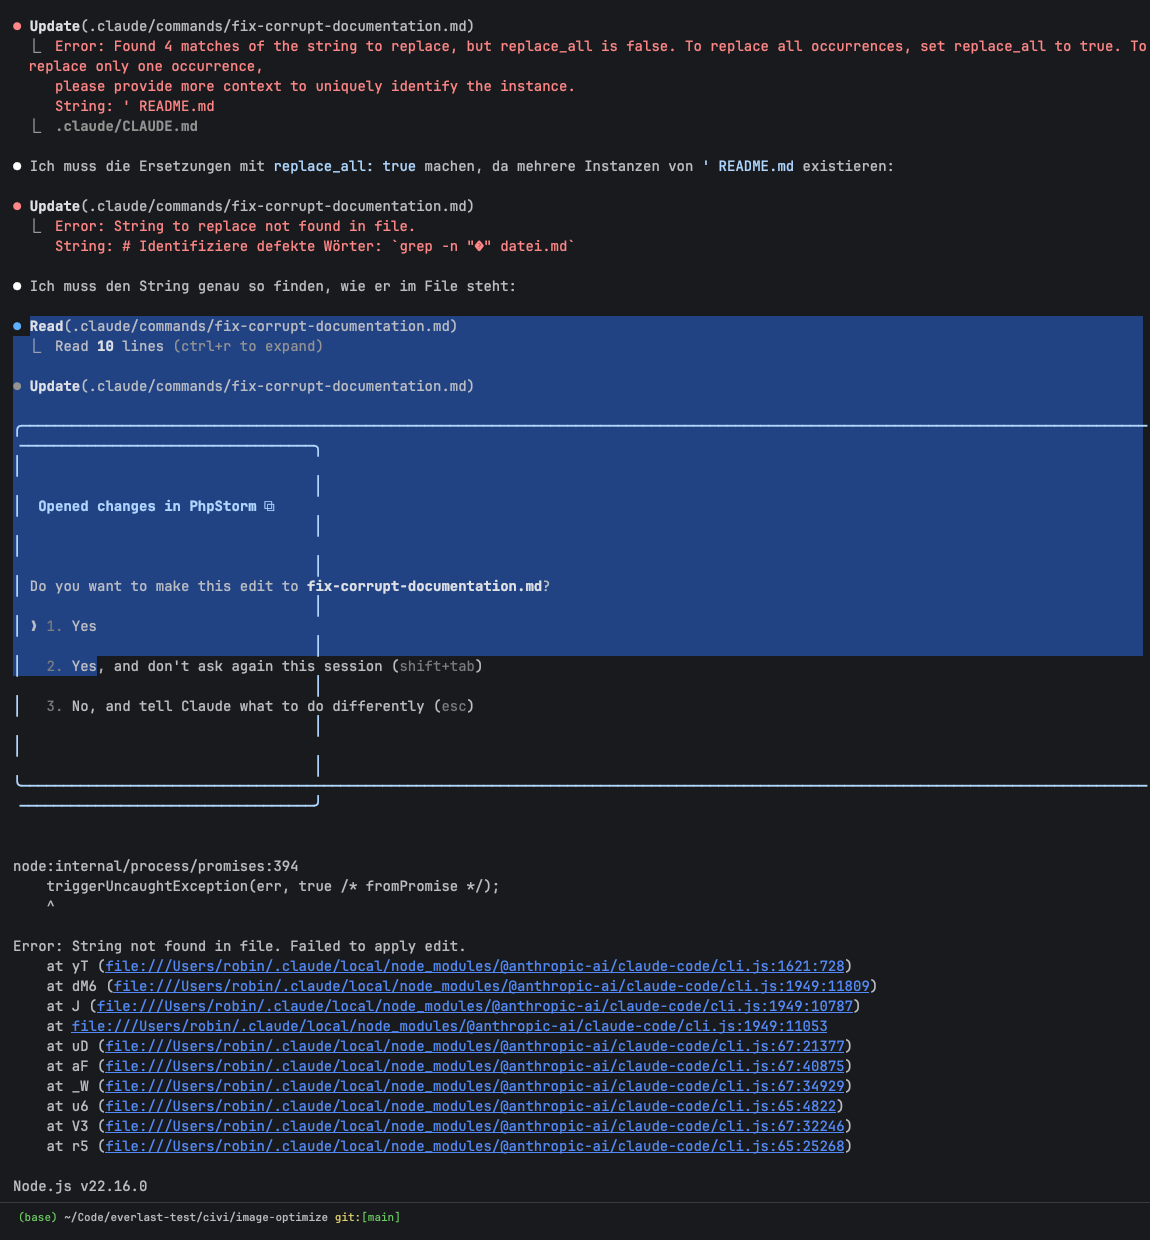 ● Update(.claude/commands/fix-corrupt-documentation.md)
⎿ Error: Found 4 matches of the string to replace, but replace_all is false. To replace all occurrences, set replace_all to true. To
replace only one occurrence,
please provide more context to uniquely identify the instance.
String: ' README.md
⎿ .claude/CLAUDE.md
● Ich muss die Ersetzungen mit replace_all: true machen, da mehrere Instanzen von ' README.md existieren:
● Update(.claude/commands/fix-corrupt-documentation.md)
⎿ Error: String to replace not found in file.
String: # Identifiziere defekte Wörter: `grep -n "�" datei.md`
● Ich muss den String genau so finden, wie er im File steht:
● Read(.claude/commands/fix-corrupt-documentation.md)
⎿ Read 10 lines (ctrl+r to expand)
● Update(.claude/commands/fix-corrupt-documentation.md)
Opened changes in PhpStorm ⧉
Do you want to make this edit to fix-corrupt-documentation.md?
❯ 1. Yes
2. Yes, and don't ask again this session (shift+tab)
3. No, and tell Claude what to do differently (esc)
node:internal/process/promises:394
triggerUncaughtException(err, true /* fromPromise */);
^
Error: String not found in file. Failed to apply edit.
at yT (file:///Users/robin/.claude/local/node_modules/@anthropic-ai/claude-code/cli.js:1621:728)
at dM6 (file:///Users/robin/.claude/local/node_modules/@anthropic-ai/claude-code/cli.js:1949:11809)
at J (file:///Users/robin/.claude/local/node_modules/@anthropic-ai/claude-code/cli.js:1949:10787)
at file:///Users/robin/.claude/local/node_modules/@anthropic-ai/claude-code/cli.js:1949:11053
at uD (file:///Users/robin/.claude/local/node_modules/@anthropic-ai/claude-code/cli.js:67:21377)
at aF (file:///Users/robin/.claude/local/node_modules/@anthropic-ai/claude-code/cli.js:67:40875)
at _W (file:///Users/robin/.claude/local/node_modules/@anthropic-ai/claude-code/cli.js:67:34929)
at u6 (file:///Users/robin/.claude/local/node_modules/@anthropic-ai/claude-code/cli.js:65:4822)
at V3 (file:///Users/robin/.claude/local/node_modules/@anthropic-ai/claude-code/cli.js:67:32246)
at r5 (file:///Users/robin/.claude/local/node_modules/@anthropic-ai/claude-code/cli.js:65:25268)
Node.js v22.16.0
(base) ~/Code/everlast-test/civi/image-optimize git:[main]